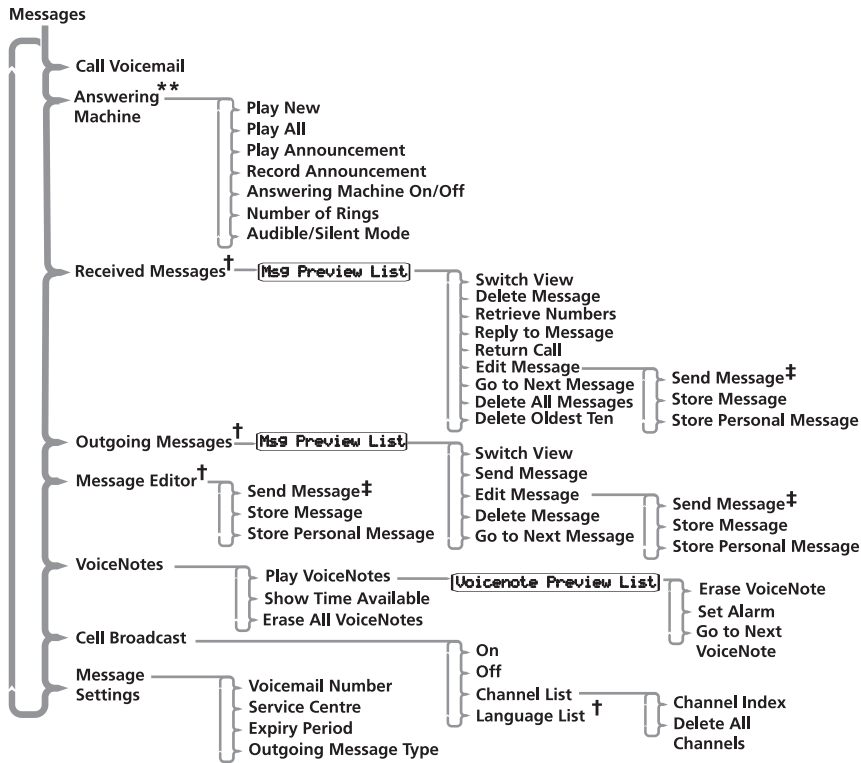 Messages
Call Voicemail
Answering**
Machine
Play New
Play All
Play Announcement
Record Announcement
Answering Machine On/Off
Number of Rings
Audible/Silent Mode
Received Messages†
Msg Preview List
Switch View
Delete Message
Retrieve Numbers
Reply to Message
Return Call
Edit Message
Go to Next Message
Delete All Messages
Delete Oldest Ten
Send Message‡
Store Message
Store Personal Message
Outgoing Messages†
Msg Preview List
Switch View
Send Message
Edit Message
Delete Message
Go to Next Message
Send Message‡
Store Message
Store Personal Message
Message Editor†
Send Message‡
Store Message
Store Personal Message
VoiceNotes
Play VoiceNotes
Show Time Available
Erase All VoiceNotes
Voicenote Preview List
Erase VoiceNote
Set Alarm
Go to Next
VoiceNote
Cell Broadcast
On
Off
Channel List
Language List †
Channel Index
Delete All
Channels
Message
Settings
Voicemail Number
Service Centre
Expiry Period
Outgoing Message Type